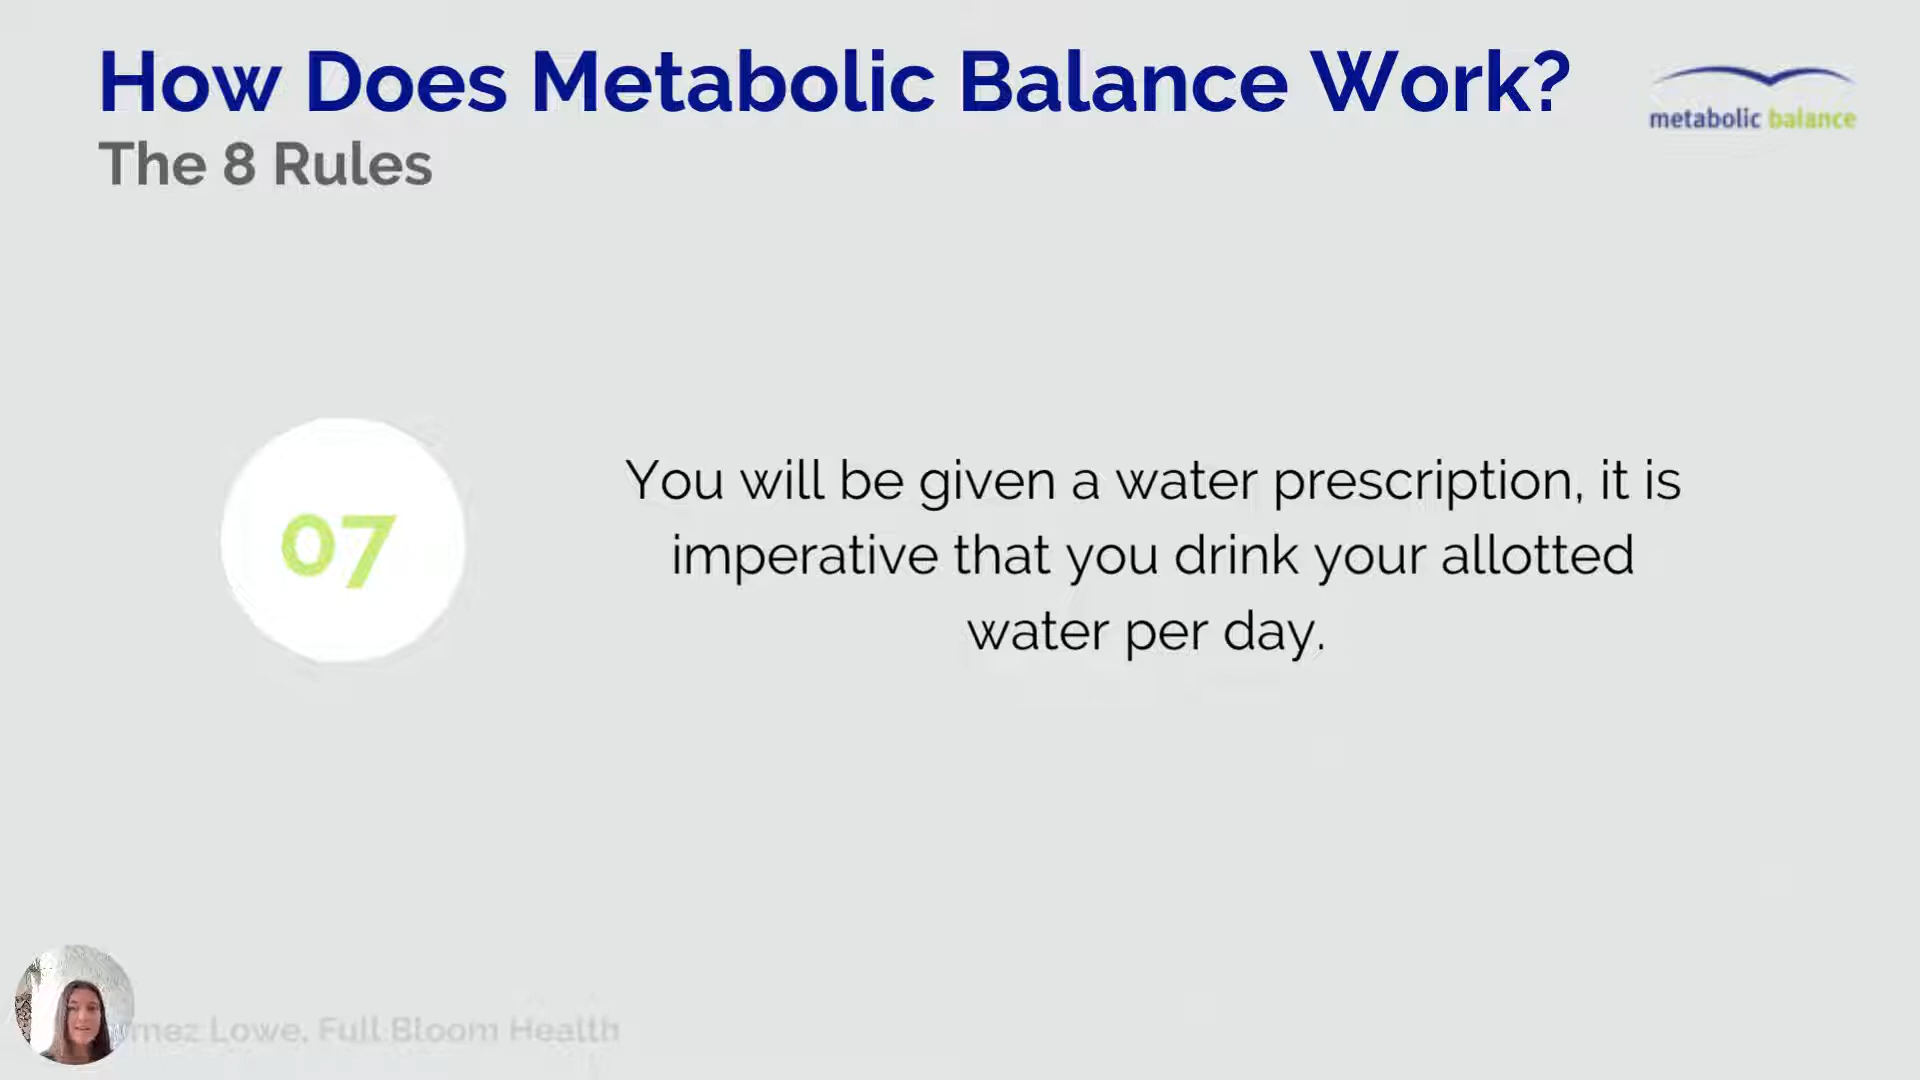 How Does Metabolic Balance Work?
The 8 Rules
metabolic balance
07
You will be given a water prescription, it is
imperative that you drink your allotted
water per day.
Lowe, Full Bloom Health